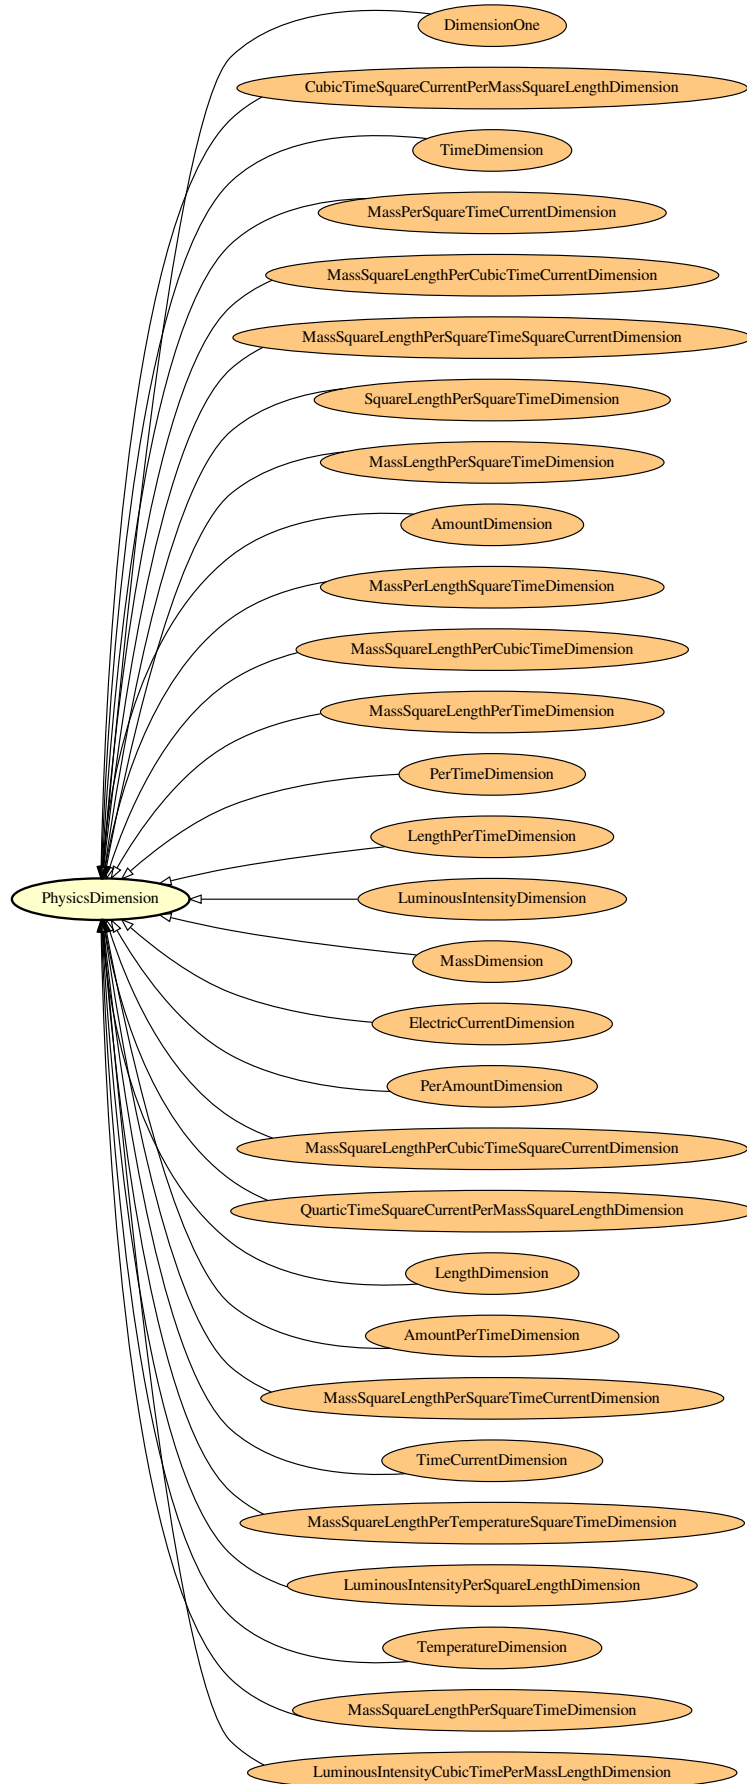 DimensionOne
CubicTimeSquareCurrentPerMassSquareLengthDimension
TimeDimension
MassPerSquareTimeCurrentDimension
MassSquareLengthPerCubicTimeCurrentDimension
MassSquareLengthPerSquareTimeSquareCurrentDimension
SquareLengthPerSquareTimeDimension
MassLengthPerSquareTimeDimension
AmountDimension
MassPerLengthSquareTimeDimension
MassSquareLengthPerCubicTimeDimension
MassSquareLengthPerTimeDimension
PerTimeDimension
LengthPerTimeDimension
PhysicsDimension
LuminousIntensityDimension
MassDimension
ElectricCurrentDimension
PerAmountDimension
MassSquareLengthPerCubicTimeSquareCurrentDimension
QuarticTimeSquareCurrentPerMassSquareLengthDimension
LengthDimension
AmountPerTimeDimension
MassSquareLengthPerSquareTimeCurrentDimension
TimeCurrentDimension
MassSquareLengthPerTemperatureSquareTimeDimension
LuminousIntensityPerSquareLengthDimension
TemperatureDimension
MassSquareLengthPerSquareTimeDimension
LuminousIntensityCubicTimePerMassLengthDimension